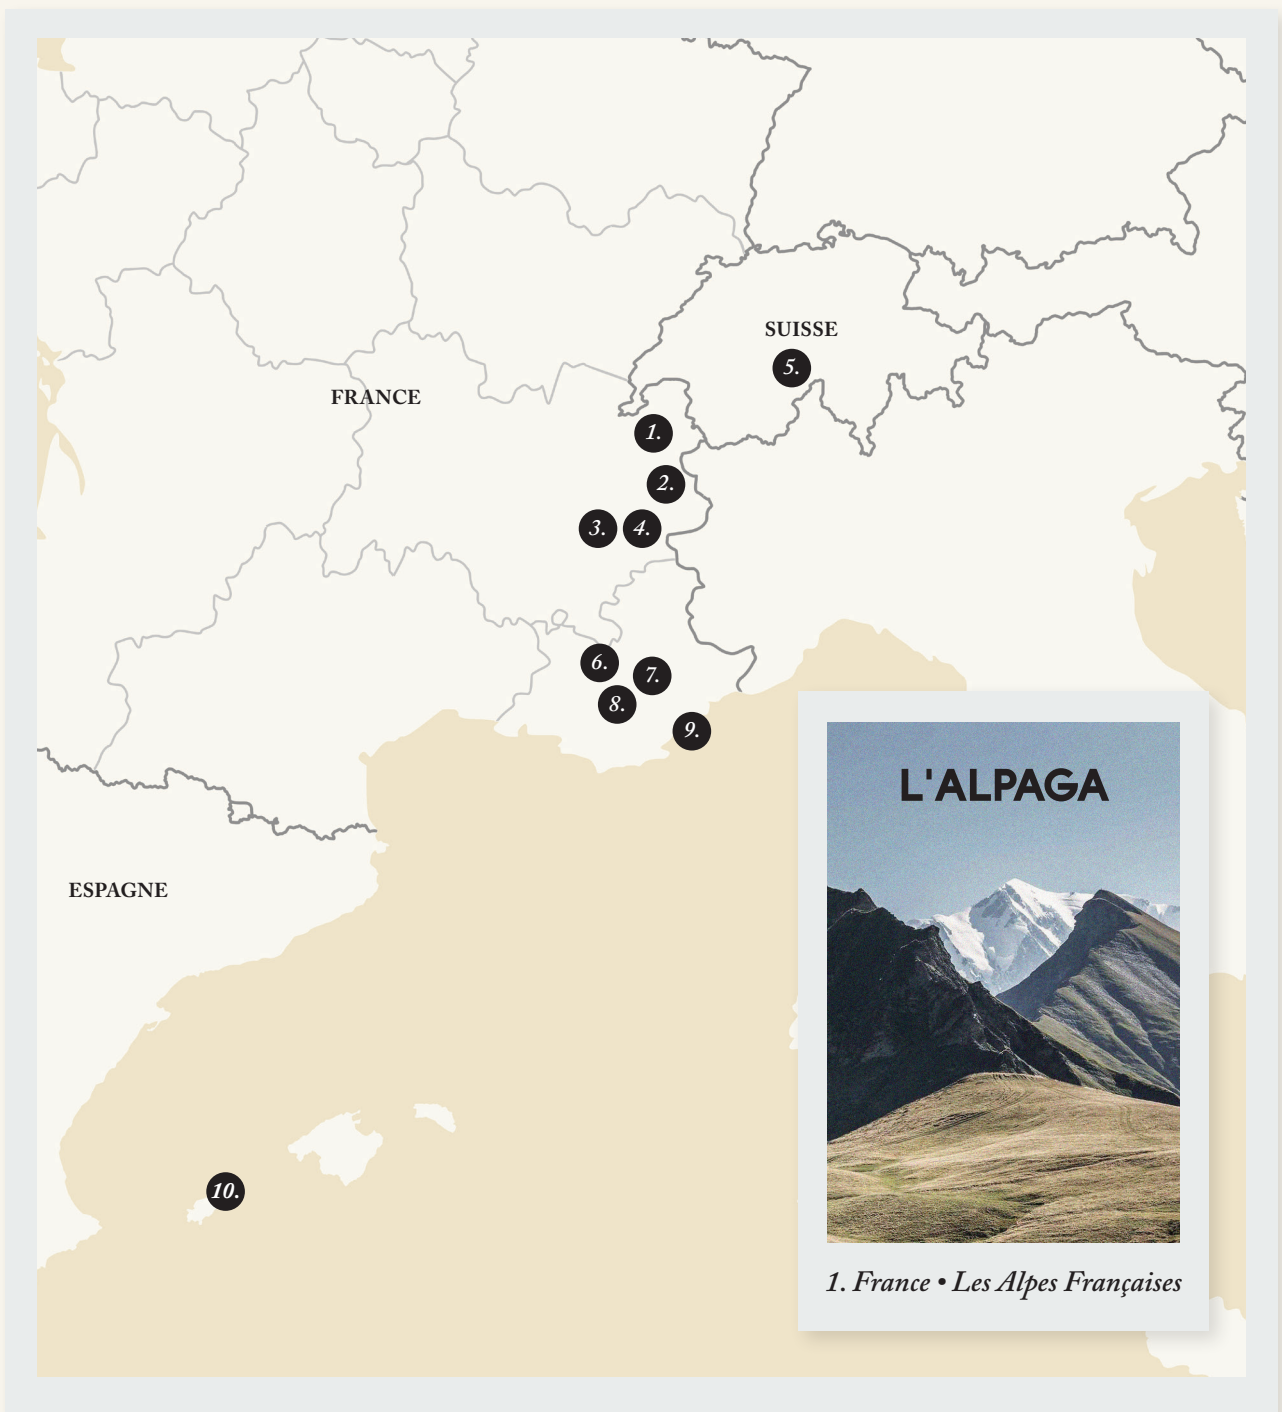 SUISSE
5.
FRANCE
1.
2.
3.
4.
6.
7.
8.
9.
ESPAGNE
10.
L'ALPAGA
1. France • Les Alpes Françaises